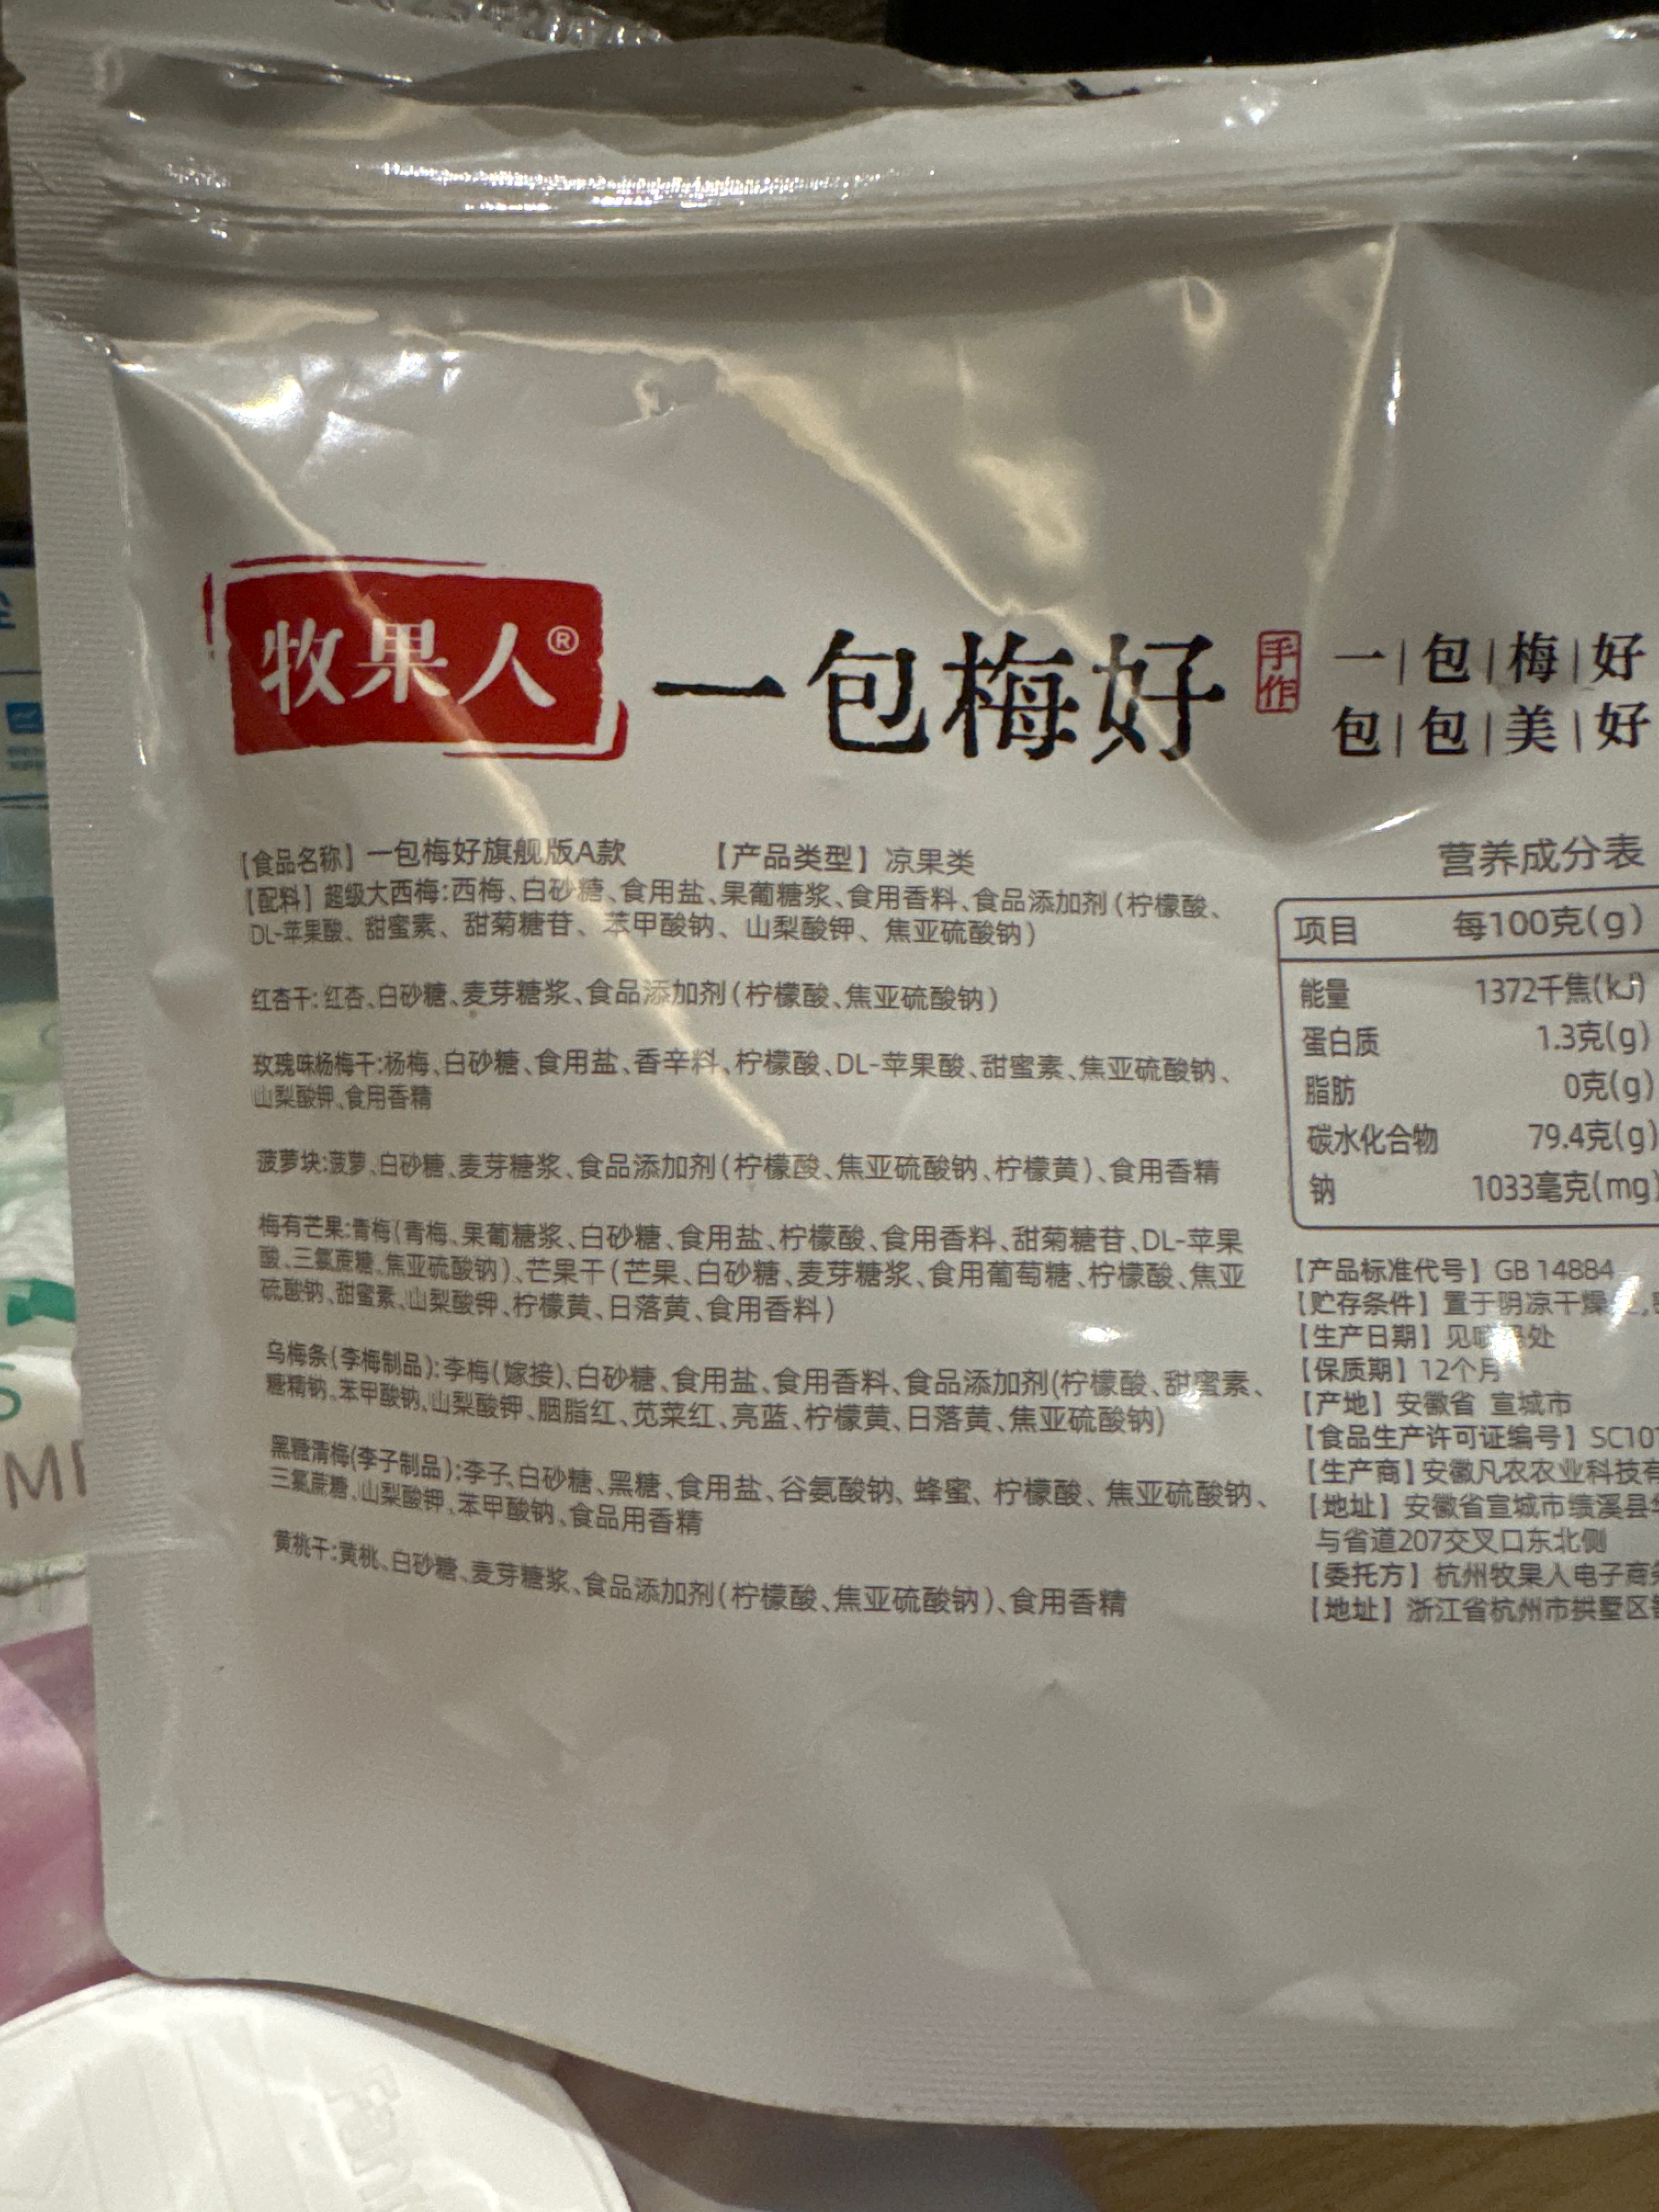 牧果人®
一包梅好
手作
一|包|梅|好
包|包|美|好
【食品名称】一包梅好旗舰版A款 【产品类型】凉果类
【配料】超级大西梅:西梅、白砂糖、食用盐、果葡糖浆、食用香料、食品添加剂(柠檬酸、
DL-苹果酸、甜蜜素、甜菊糖苷、苯甲酸钠、山梨酸钾、焦亚硫酸钠)
红杏干:红杏、白砂糖、麦芽糖浆、食品添加剂(柠檬酸、焦亚硫酸钠)
玫瑰味杨梅干:杨梅、白砂糖、食用盐、香辛料、柠檬酸、DL-苹果酸、甜蜜素、焦亚硫酸钠、
山梨酸钾、食用香精
菠萝块:菠萝、白砂糖、麦芽糖浆、食品添加剂(柠檬酸、焦亚硫酸钠、柠檬黄)、食用香精
梅有芒果:青梅(青梅、果葡糖浆、白砂糖、食用盐、柠檬酸、食用香料、甜菊糖苷、DL-苹果
酸、三氯蔗糖、焦亚硫酸钠)、芒果干(芒果、白砂糖、麦芽糖浆、食用葡萄糖、柠檬酸、焦亚
硫酸钠、甜蜜素、山梨酸钾、柠檬黄、日落黄、食用香料)
乌梅条(李梅制品):李梅(嫁接)、白砂糖、食用盐、食用香料、食品添加剂(柠檬酸、甜蜜素、
糖精钠、苯甲酸钠、山梨酸钾、胭脂红、苋菜红、亮蓝、柠檬黄、日落黄、焦亚硫酸钠)
黑糖清梅(李子制品):李子、白砂糖、黑糖、食用盐、谷氨酸钠、蜂蜜、柠檬酸、焦亚硫酸钠、
三氯蔗糖、山梨酸钾、苯甲酸钠、食品用香精
黄桃干:黄桃、白砂糖、麦芽糖浆、食品添加剂(柠檬酸、焦亚硫酸钠)、食用香精
营养成分表
项目 每100克(g)
能量 1372千焦(kJ)
蛋白质 1.3克(g)
脂肪 0克(g)
碳水化合物 79.4克(g)
钠 1033毫克(mg)
【产品标准代号】GB 14884
【贮存条件】置于阴凉干燥
【生产日期】见 处
【保质期】12个月
【产地】安徽省 宣城市
【食品生产许可证编号】SC101
【生产商】安徽凡农农业科技有
【地址】安徽省宣城市绩溪县
与省道207交叉口东北侧
【委托方】杭州牧果人电子商
【地址】浙江省杭州市拱墅区